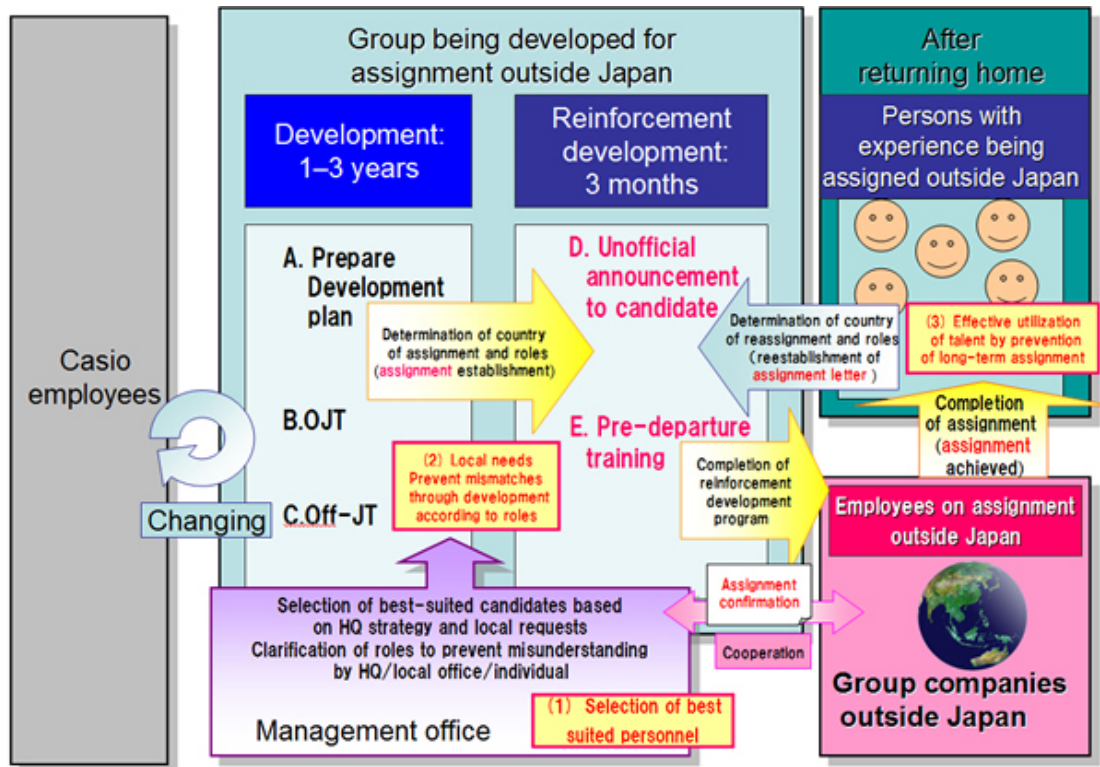 Casio
employees
Changing
Group being developed for
assignment outside Japan
Development:
1–3 years
A. Prepare
Development
plan
B.OJT
C.Off-JT
Determination of country
of assignment and roles
(assignment establishment)
(2) Local needs
Prevent mismatches
through development
according to roles
Reinforcement
development:
3 months
D. Unofficial
announcement
to candidate
E. Pre-departure
training
Completion of
reinforcement
development
program
Selection of best-suited candidates based
on HQ strategy and local requests
Clarification of roles to prevent misunderstanding
by HQ/local office/individual
Management office
(1) Selection of best
suited personnel
Assignment
confirmation
Cooperation
After
returning home
Persons with
experience being
assigned outside Japan
Determination of country
of reassignment and roles
(reestablishment of
assignment letter)
(3) Effective utilization
of talent by prevention
of long-term assignment
Completion
of assignment
(assignment
achieved)
Employees on assignment
outside Japan
Group companies
outside Japan